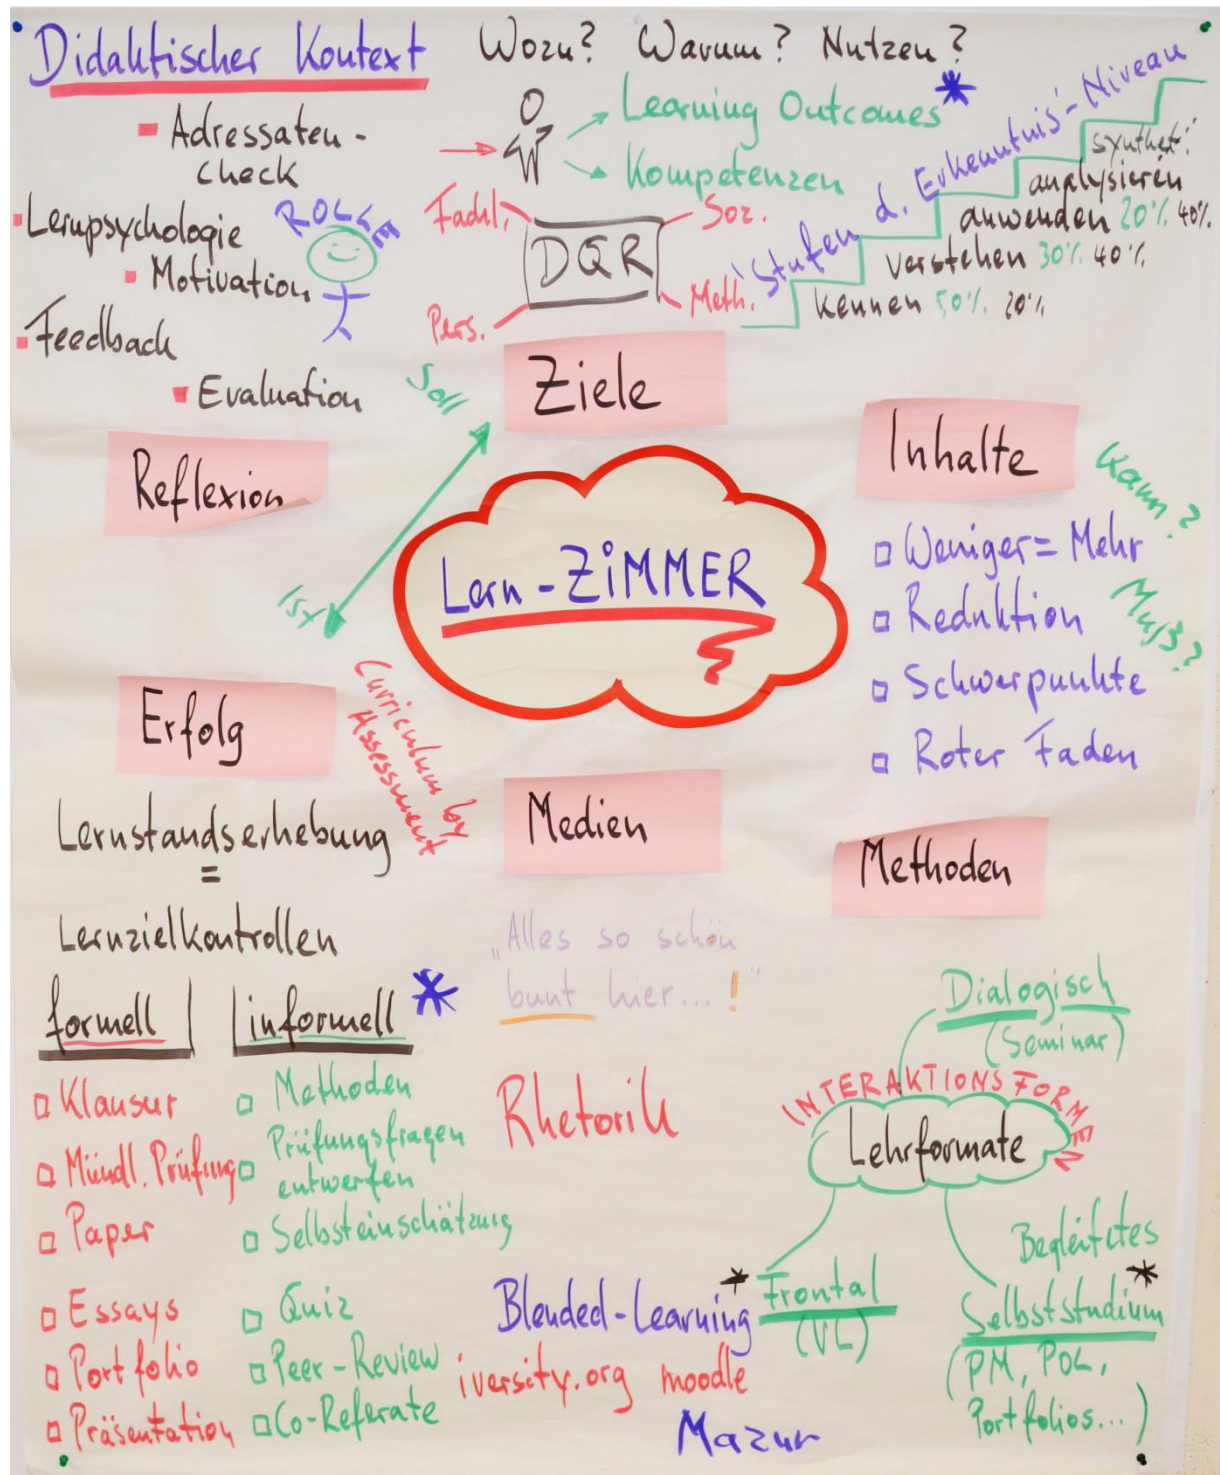 Didaktischer Kontext
Wozu? Warum? Nutzen?
Adressaten-
check
Lernpsychologie
Motivation
Feedback
Evaluation
ROLLE
Learning Outcomes
Kompetenzen
Fachl.
Soz.
DQR
Pers.
Meth.
Stufen d. 'Erkenntnis'-Niveau
synthet.
analysieren
anwenden 20% 40%
verstehen 30% 40%
kennen 50% 20%
Ziele
Soll
Ist
Reflexion
Inhalte
Kann?
Muß?
Weniger = Mehr
Reduktion
Schwerpunkte
Roter Faden
Lern-ZiMMER
Erfolg
Curriculum by
Assessment
Lernstandserhebung
=
Lernzielkontrollen
formell
Klausur
Mündl. Prüfung
Paper
Essays
Portfolio
Präsentation
informell
Methoden
Prüfungsfragen
entwerfen
Selbsteinschätzung
Quiz
Peer-Review
Co-Referate
Medien
„Alles so schön
bunt hier...!"
Rhetorik
Blended-Learning
iversity.org moodle
Mazur
Methoden
Dialogisch
(Seminar)
INTERAKTIONSFORMEN
Lehrformate
Frontal
(VL)
Begleitetes
Selbststudium
(PM, POL,
Portfolios...)